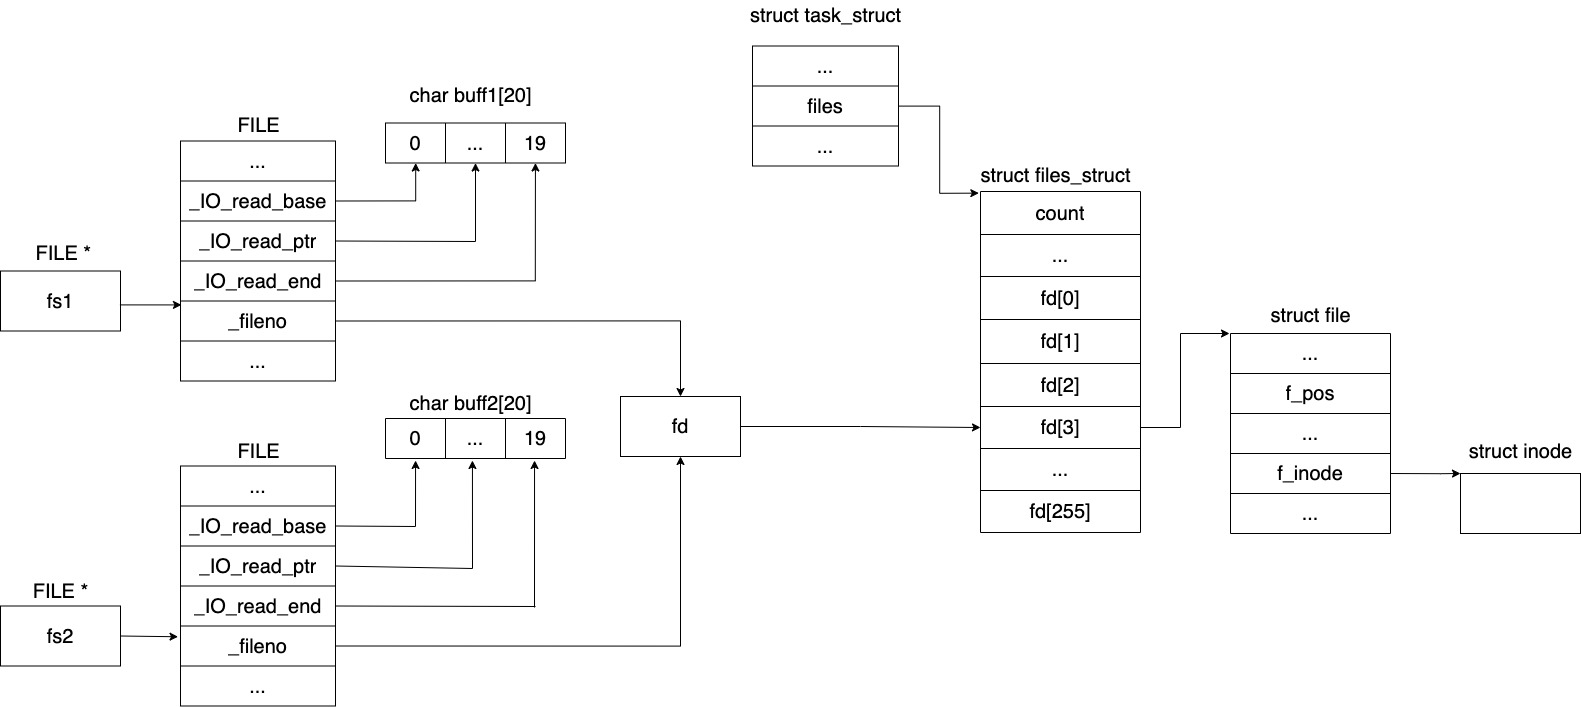 struct task_struct
...
files
...
char buff1[20]
0 ... 19
FILE
...
_IO_read_base
_IO_read_ptr
_IO_read_end
_fileno
...
FILE *
fs1
char buff2[20]
0 ... 19
FILE
...
_IO_read_base
_IO_read_ptr
_IO_read_end
_fileno
...
FILE *
fs2
fd
struct files_struct
count
...
fd[0]
fd[1]
fd[2]
fd[3]
...
fd[255]
struct file
...
f_pos
...
f_inode
...
struct inode